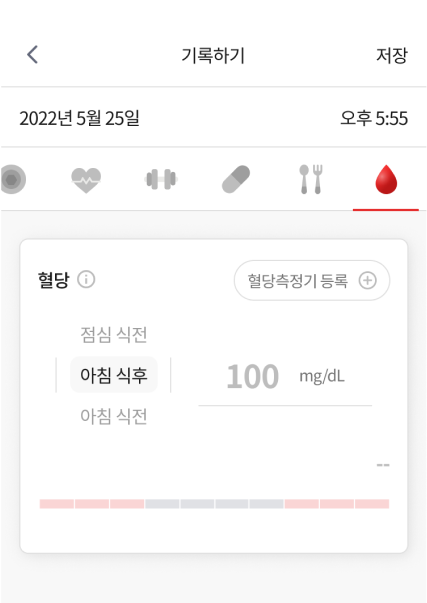 기록하기 저장
2022년 5월 25일 오후 5:55
혈당 혈당측정기 등록
점심 식전
아침 식후 100 mg/dL
아침 식전
--